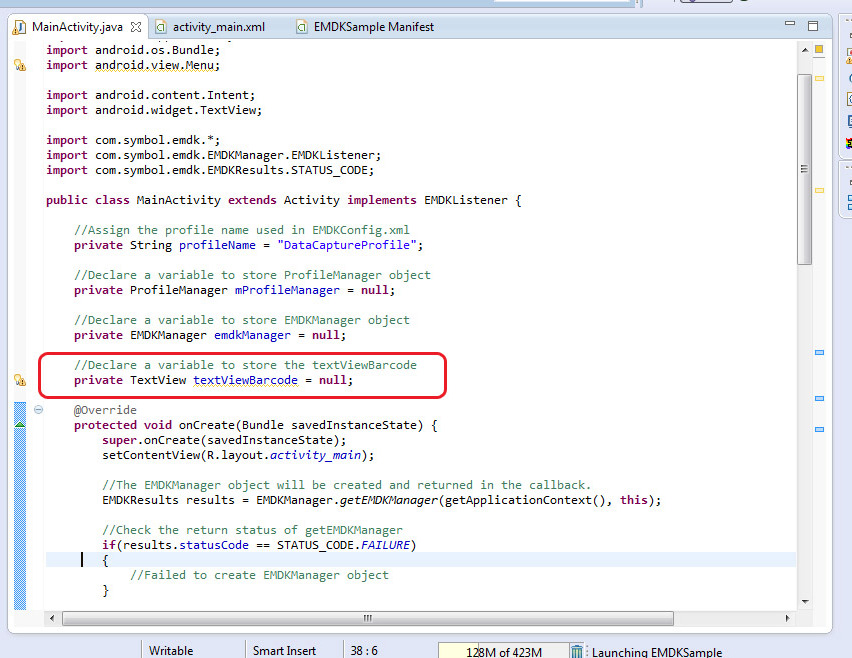 MainActivity.java
activity_main.xml
EMDKSample Manifest
import android.os.Bundle;
import android.view.Menu;
import android.content.Intent;
import android.widget.TextView;
import com.symbol.emdk.*;
import com.symbol.emdk.EMDKManager.EMDKListener;
import com.symbol.emdk.EMDKResults.STATUS_CODE;
public class MainActivity extends Activity implements EMDKListener {
//Assign the profile name used in EMDKConfig.xml
private String profileName = "DataCaptureProfile";
//Declare a variable to store ProfileManager object
private ProfileManager mProfileManager = null;
//Declare a variable to store EMDKManager object
private EMDKManager emdkManager = null;
//Declare a variable to store the textViewBarcode
private TextView textViewBarcode = null;
@Override
protected void onCreate(Bundle savedInstanceState) {
super.onCreate(savedInstanceState);
setContentView(R.layout.activity_main);
//The EMDKManager object will be created and returned in the callback.
EMDKResults results = EMDKManager.getEMDKManager(getApplicationContext(), this);
//Check the return status of getEMDKManager
if(results.statusCode == STATUS_CODE.FAILURE)
{
//Failed to create EMDKManager object
}
Writable
Smart Insert
38 : 6
128M of 423M
Launching EMDKSample